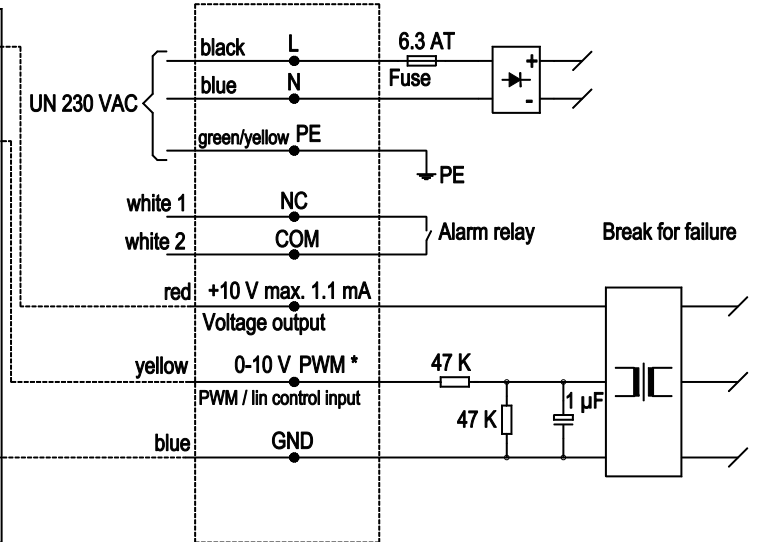 black L 6.3 AT
Fuse
+
-
blue N
UN 230 VAC
green/yellow PE
PE
white 1 NC
Alarm relay
Break for failure
white 2 COM
red +10 V max. 1.1 mA
Voltage output
yellow 0-10 V PWM *
47 K
PWM / lin control input
47 K
1 µF
blue GND